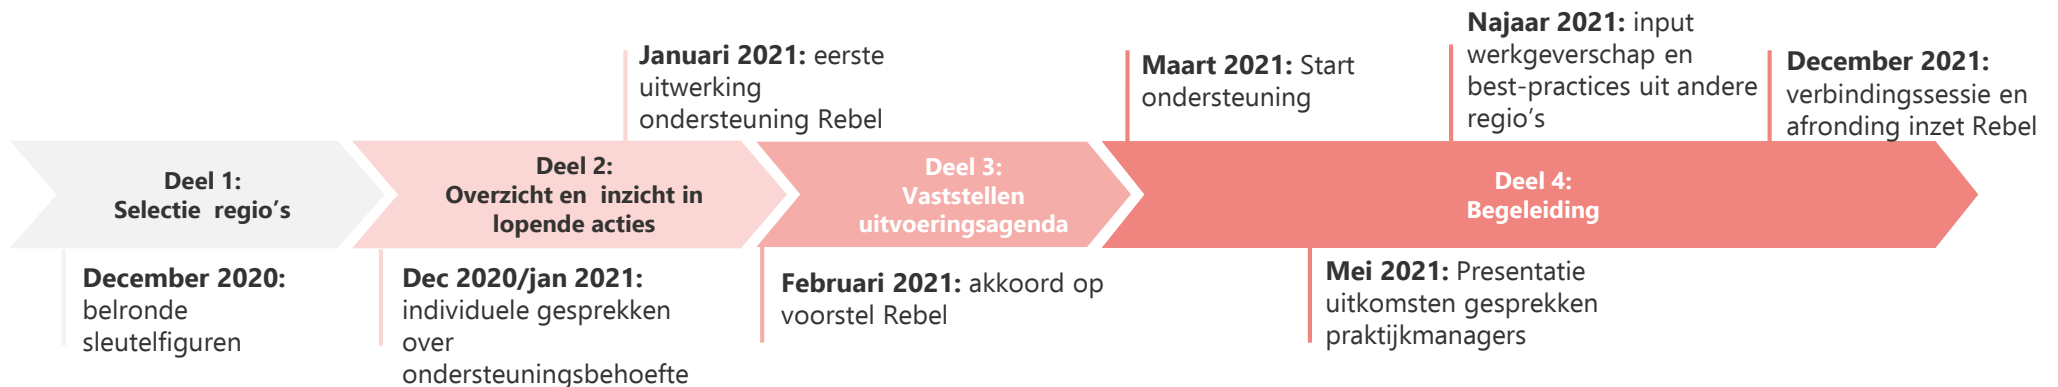 Januari 2021: eerste
uitwerking
ondersteuning Rebel
Maart 2021: Start
ondersteuning
Najaar 2021: input
werkgeverschap en
best-practices uit andere
regio's
December 2021:
verbindingssessie en
afronding inzet Rebel
Deel 1:
Selectie regio's
Deel 2:
Overzicht en inzicht in
lopende acties
Deel 3:
Vaststellen
uitvoeringsagenda
Deel 4:
Begeleiding
December 2020:
belronde
sleutelfiguren
Dec 2020/jan 2021:
individuele gesprekken
over
ondersteuningsbehoefte
Februari 2021: akkoord op
voorstel Rebel
Mei 2021: Presentatie
uitkomsten gesprekken
praktijkmanagers